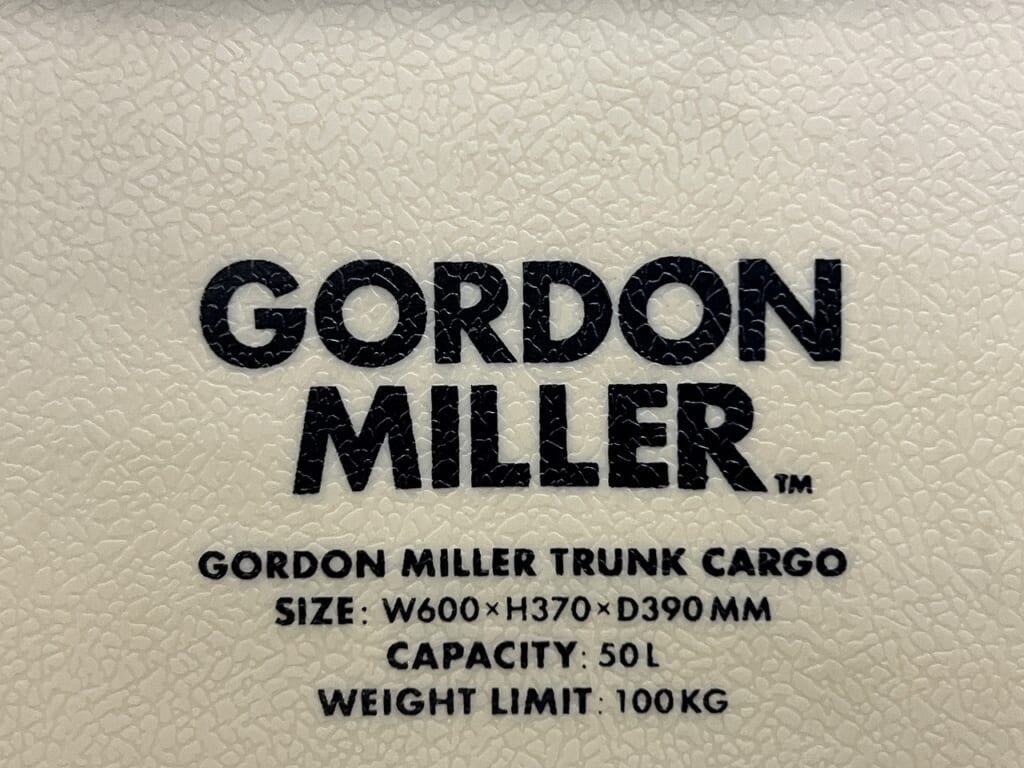 GORDON
MILLER™
GORDON MILLER TRUNK CARGO
SIZE: W600×H370×D390MM
CAPACITY: 50L
WEIGHT LIMIT: 100KG